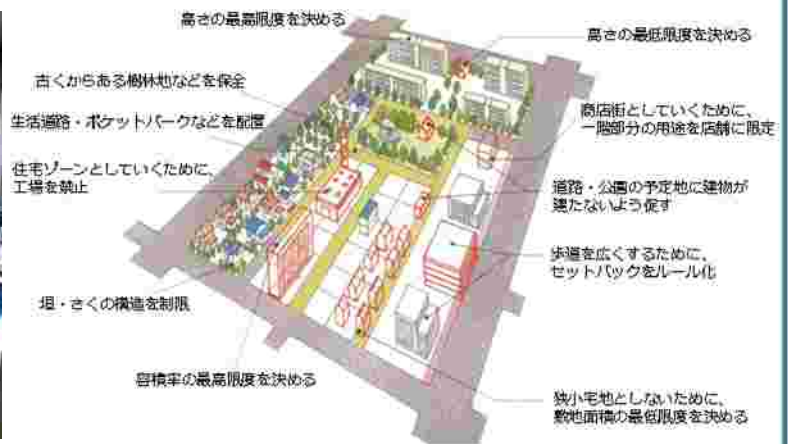 高さの最高限度を決める
高さの最低限度を決める
古くからある樹林地などを保全
生活道路・ポケットパークなどを配置
住宅ゾーンとしていくために、
工場を禁止
商店街としていくために、
一階部分の用途を店舗に限定
道路・公園の予定地に建物が
建たないよう促す
歩道を広くするために、
セットバックをルール化
垣・さくの構造を制限
容積率の最高限度を決める
狭小宅地としないために、
敷地面積の最低限度を決める